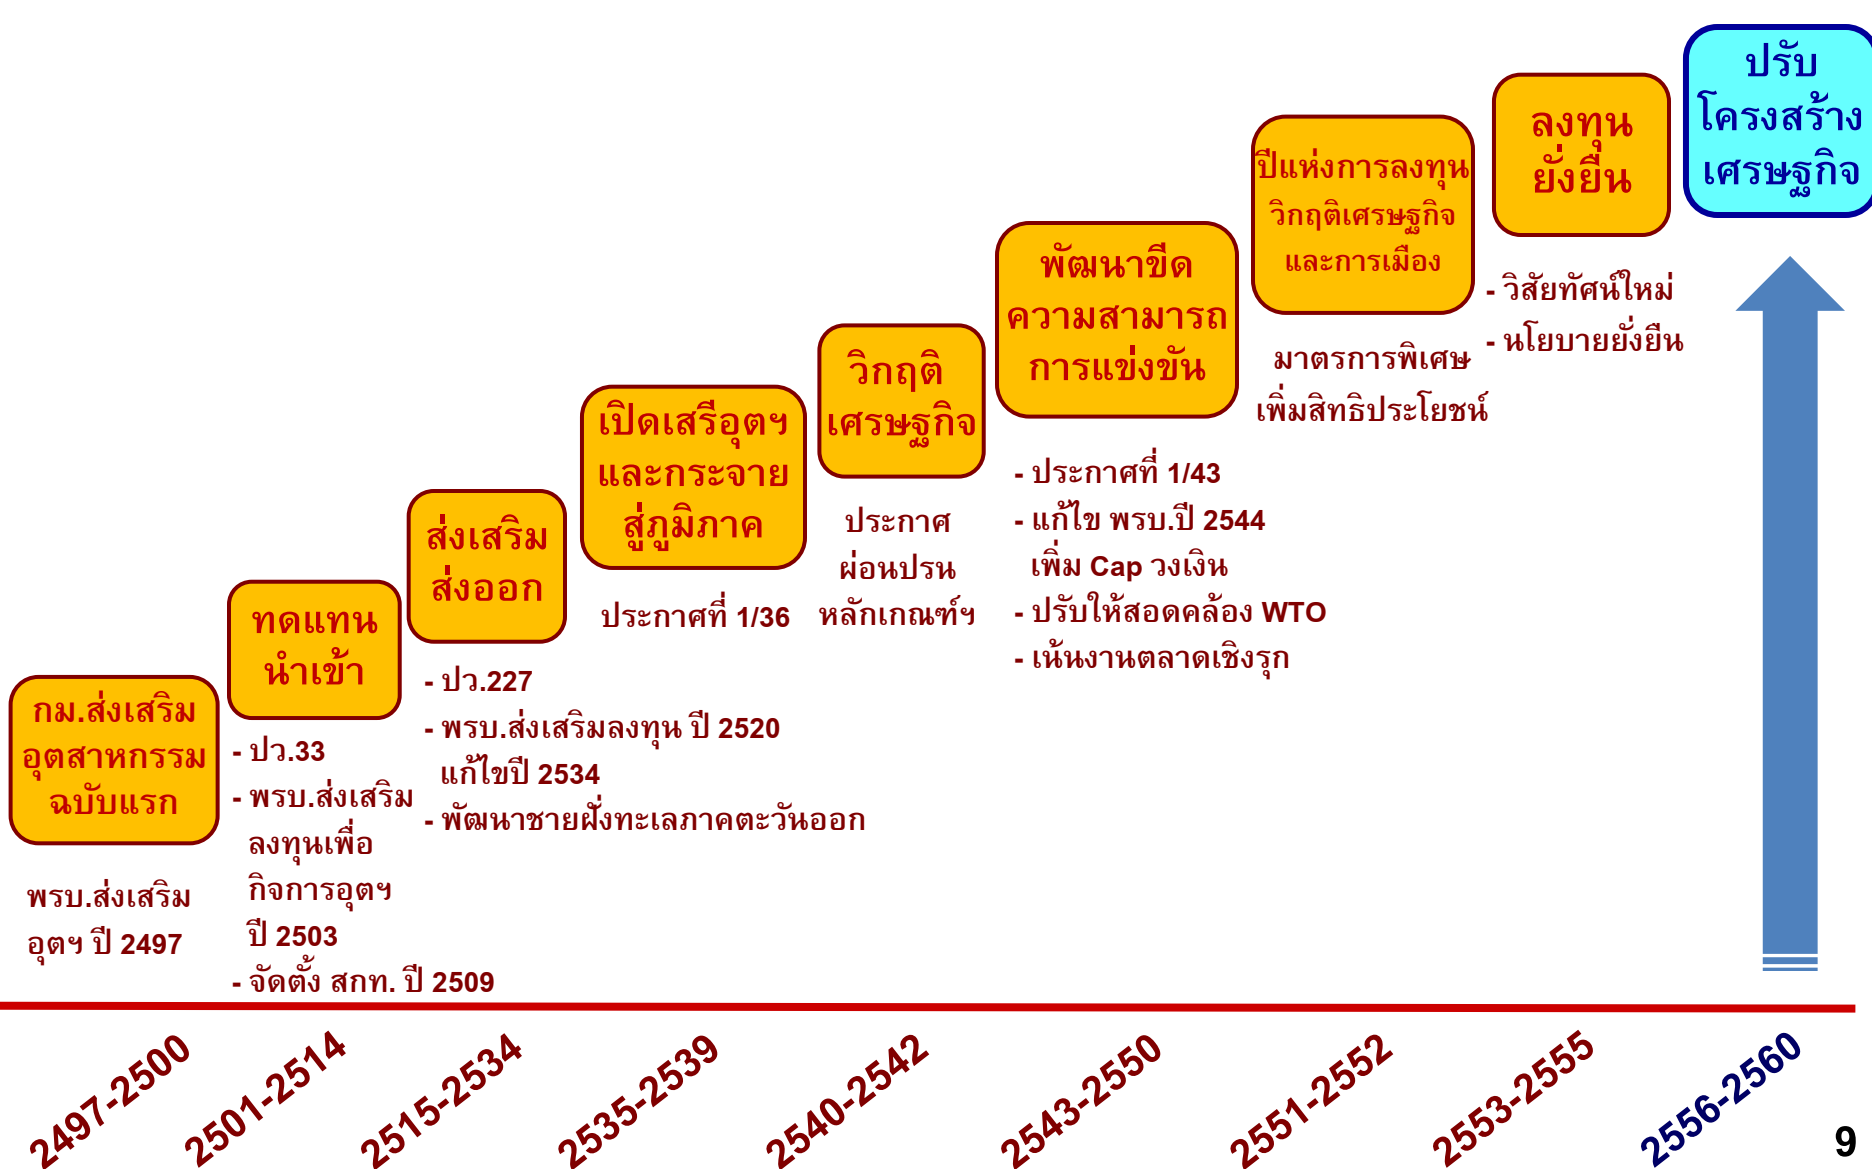 กม.ส่งเสริม
อุตสาหกรรม
ฉบับแรก
พรบ.ส่งเสริม
อุตฯ ปี 2497
ทดแทน
นำเข้า
- ปว.33
- พรบ.ส่งเสริม
ลงทุนเพื่อ
กิจการอุตฯ
ปี 2503
- จัดตั้ง สกท. ปี 2509
ส่งเสริม
ส่งออก
- ปว.227
- พรบ.ส่งเสริมลงทุน ปี 2520
แก้ไขปี 2534
- พัฒนาชายฝั่งทะเลภาคตะวันออก
เปิดเสรีอุตฯ
และกระจาย
สู่ภูมิภาค
ประกาศที่ 1/36
วิกฤติ
เศรษฐกิจ
ประกาศ
ผ่อนปรน
หลักเกณฑ์ฯ
พัฒนาขีด
ความสามารถ
การแข่งขัน
- ประกาศที่ 1/43
- แก้ไข พรบ.ปี 2544
เพิ่ม Cap วงเงิน
- ปรับให้สอดคล้อง WTO
- เน้นงานตลาดเชิงรุก
ปีแห่งการลงทุน
วิกฤติเศรษฐกิจ
และการเมือง
มาตรการพิเศษ
เพิ่มสิทธิประโยชน์
ลงทุน
ยั่งยืน
- วิสัยทัศน์ใหม่
- นโยบายยั่งยืน
ปรับ
โครงสร้าง
เศรษฐกิจ
2497-2500
2501-2514
2515-2534
2535-2539
2540-2542
2543-2550
2551-2552
2553-2555
2556-2560
9